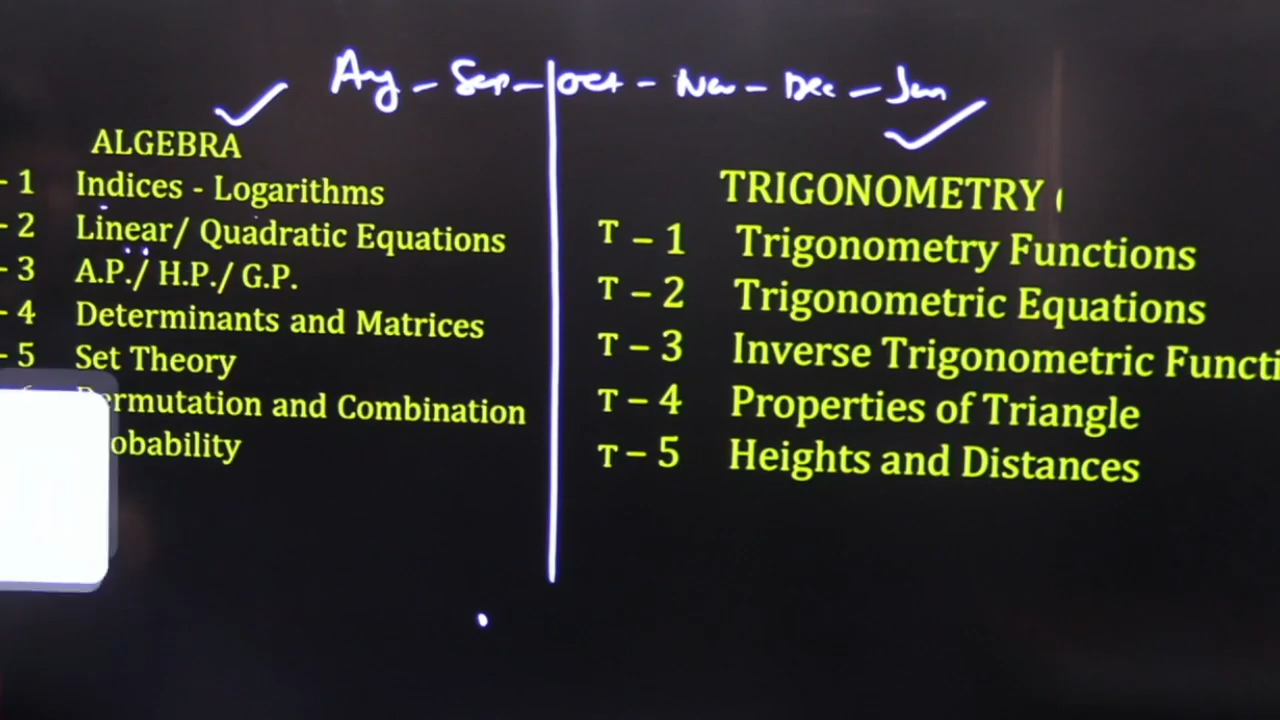 Aug - Sep - Oct - Nov - Dec - Jan
ALGEBRA
- 1 Indices - Logarithms
- 2 Linear/ Quadratic Equations
- 3 A.P./ H.P./ G.P.
- 4 Determinants and Matrices
- 5 Set Theory
ermutation and Combination
obability
TRIGONOMETRY (
T - 1 Trigonometry Functions
T - 2 Trigonometric Equations
T - 3 Inverse Trigonometric Functi
T - 4 Properties of Triangle
T - 5 Heights and Distances